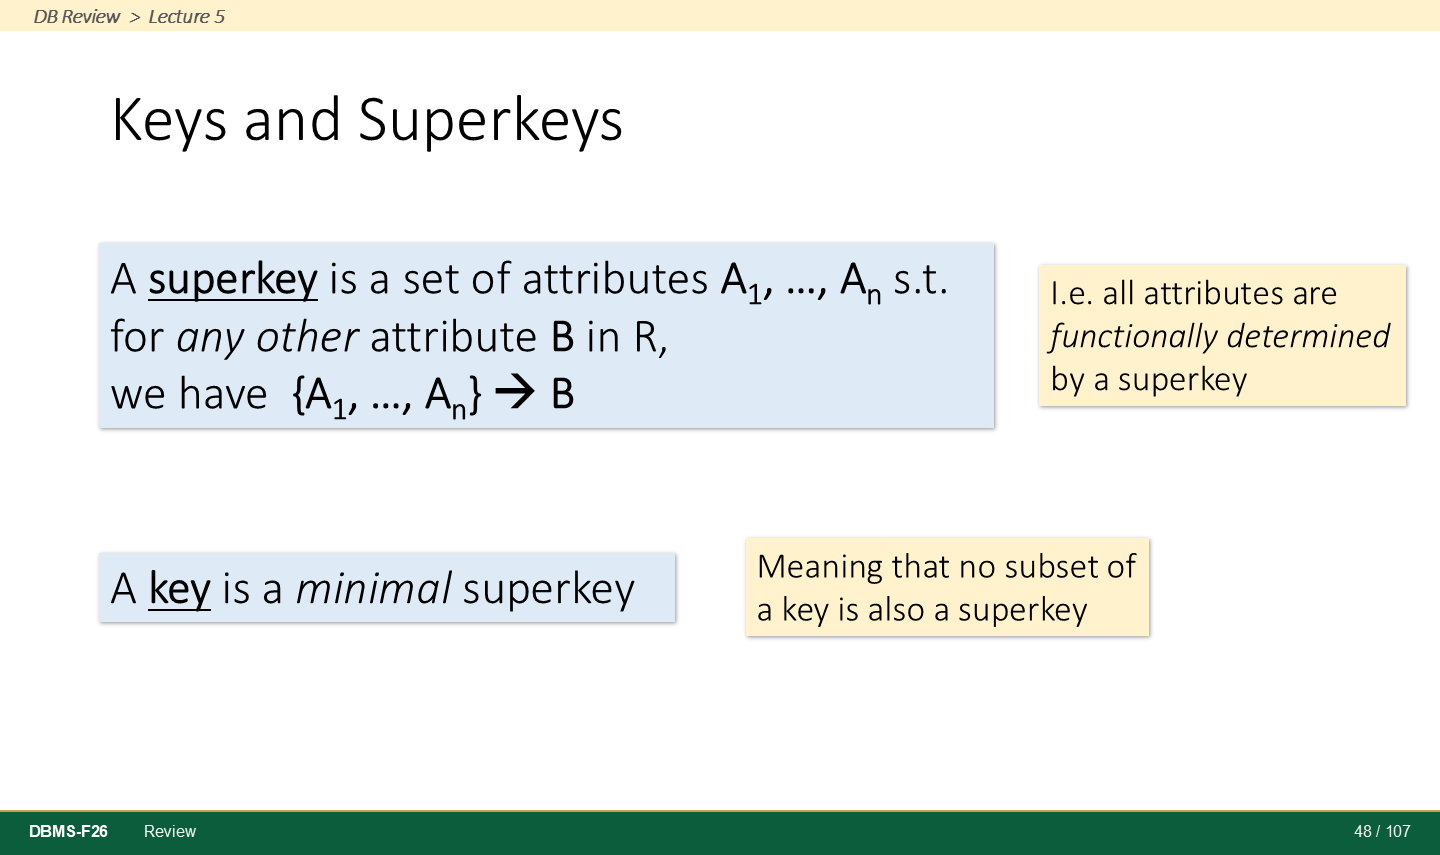 DB Review > Lecture 5
Keys and Superkeys
A superkey is a set of attributes A1, …, An s.t.
for any other attribute B in R,
we have {A1, …, An} → B
I.e. all attributes are
functionally determined
by a superkey
A key is a minimal superkey
Meaning that no subset of
a key is also a superkey
DBMS-F26 Review 48 / 107